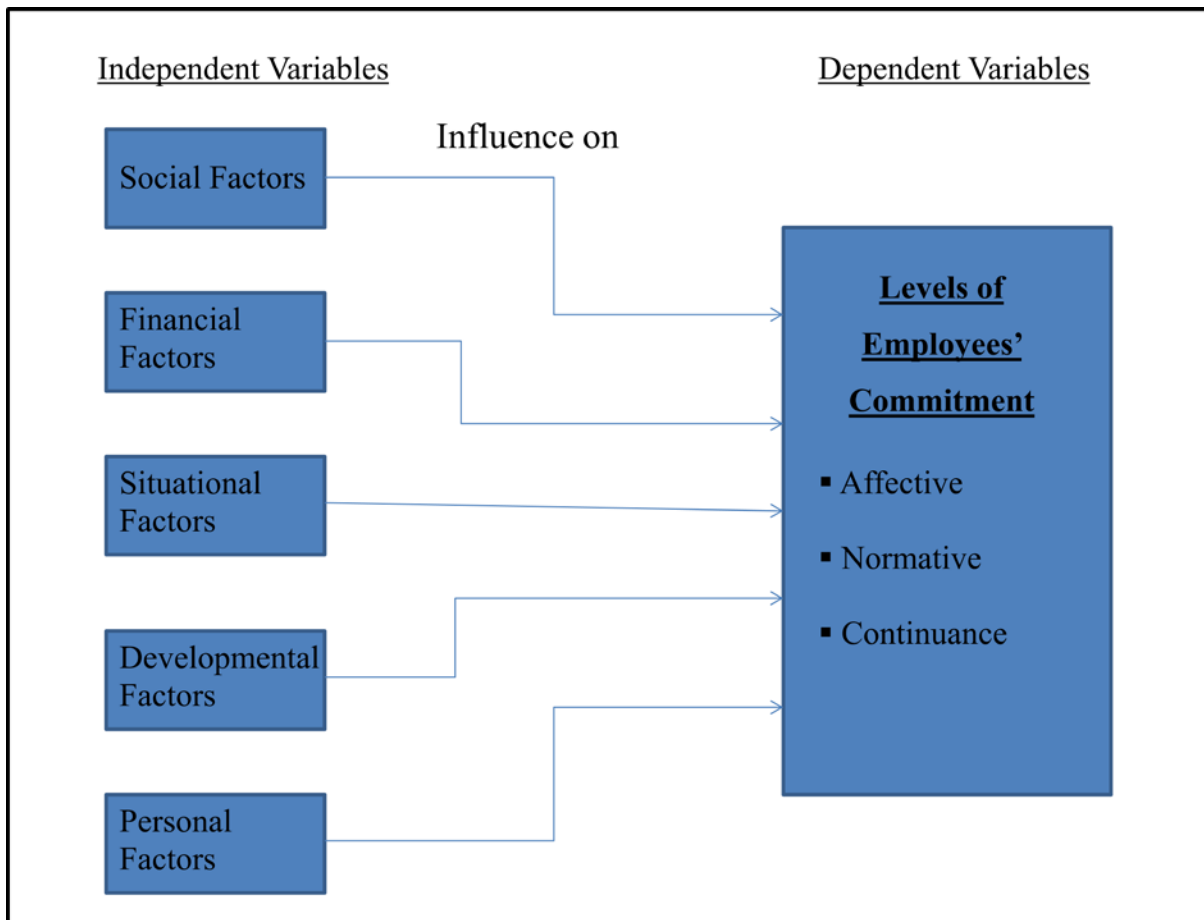 Independent Variables
Dependent Variables
Influence on
Social Factors
Financial
Factors
Situational
Factors
Developmental
Factors
Personal
Factors
Levels of
Employees’
Commitment
▪ Affective
▪ Normative
▪ Continuance